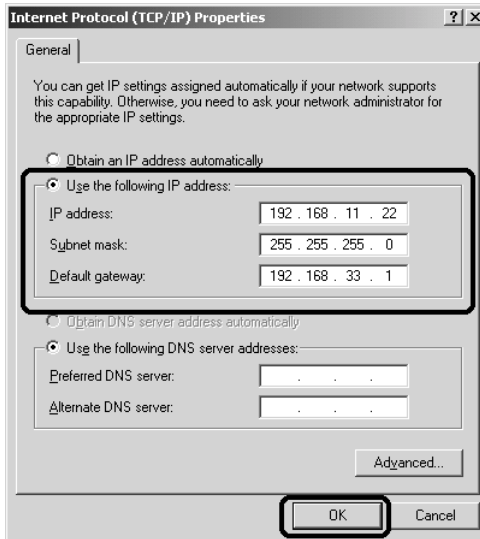 Internet Protocol (TCP/IP) Properties
General
You can get IP settings assigned automatically if your network supports
this capability. Otherwise, you need to ask your network administrator for
the appropriate IP settings.
Obtain an IP address automatically
Use the following IP address:
IP address: 192 . 168 . 11 . 22
Subnet mask: 255 . 255 . 255 . 0
Default gateway: 192 . 168 . 33 . 1
Obtain DNS server address automatically
Use the following DNS server addresses:
Preferred DNS server: . . .
Alternate DNS server: . . .
Advanced...
OK Cancel